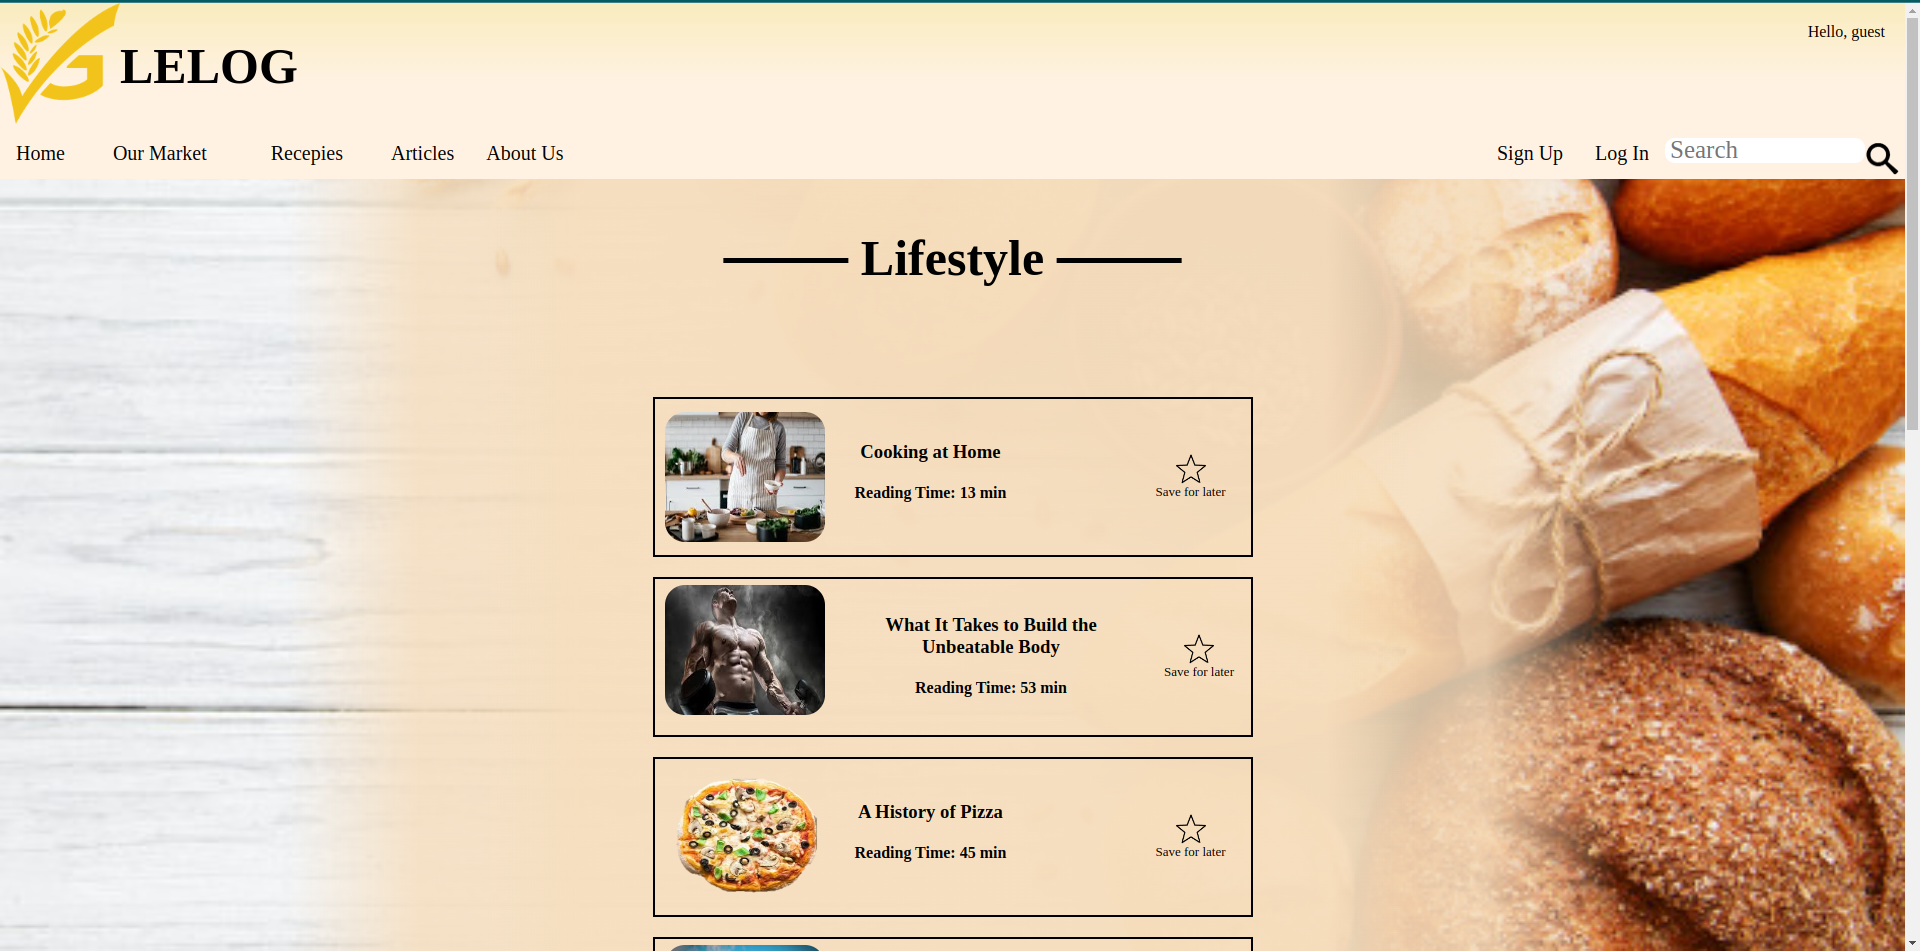 Hello, guest
LELOG
Home Our Market Recepies Articles About Us Sign Up Log In Search
Lifestyle
Cooking at Home
Reading Time: 13 min
Save for later
What It Takes to Build the
Unbeatable Body
Reading Time: 53 min
Save for later
A History of Pizza
Reading Time: 45 min
Save for later